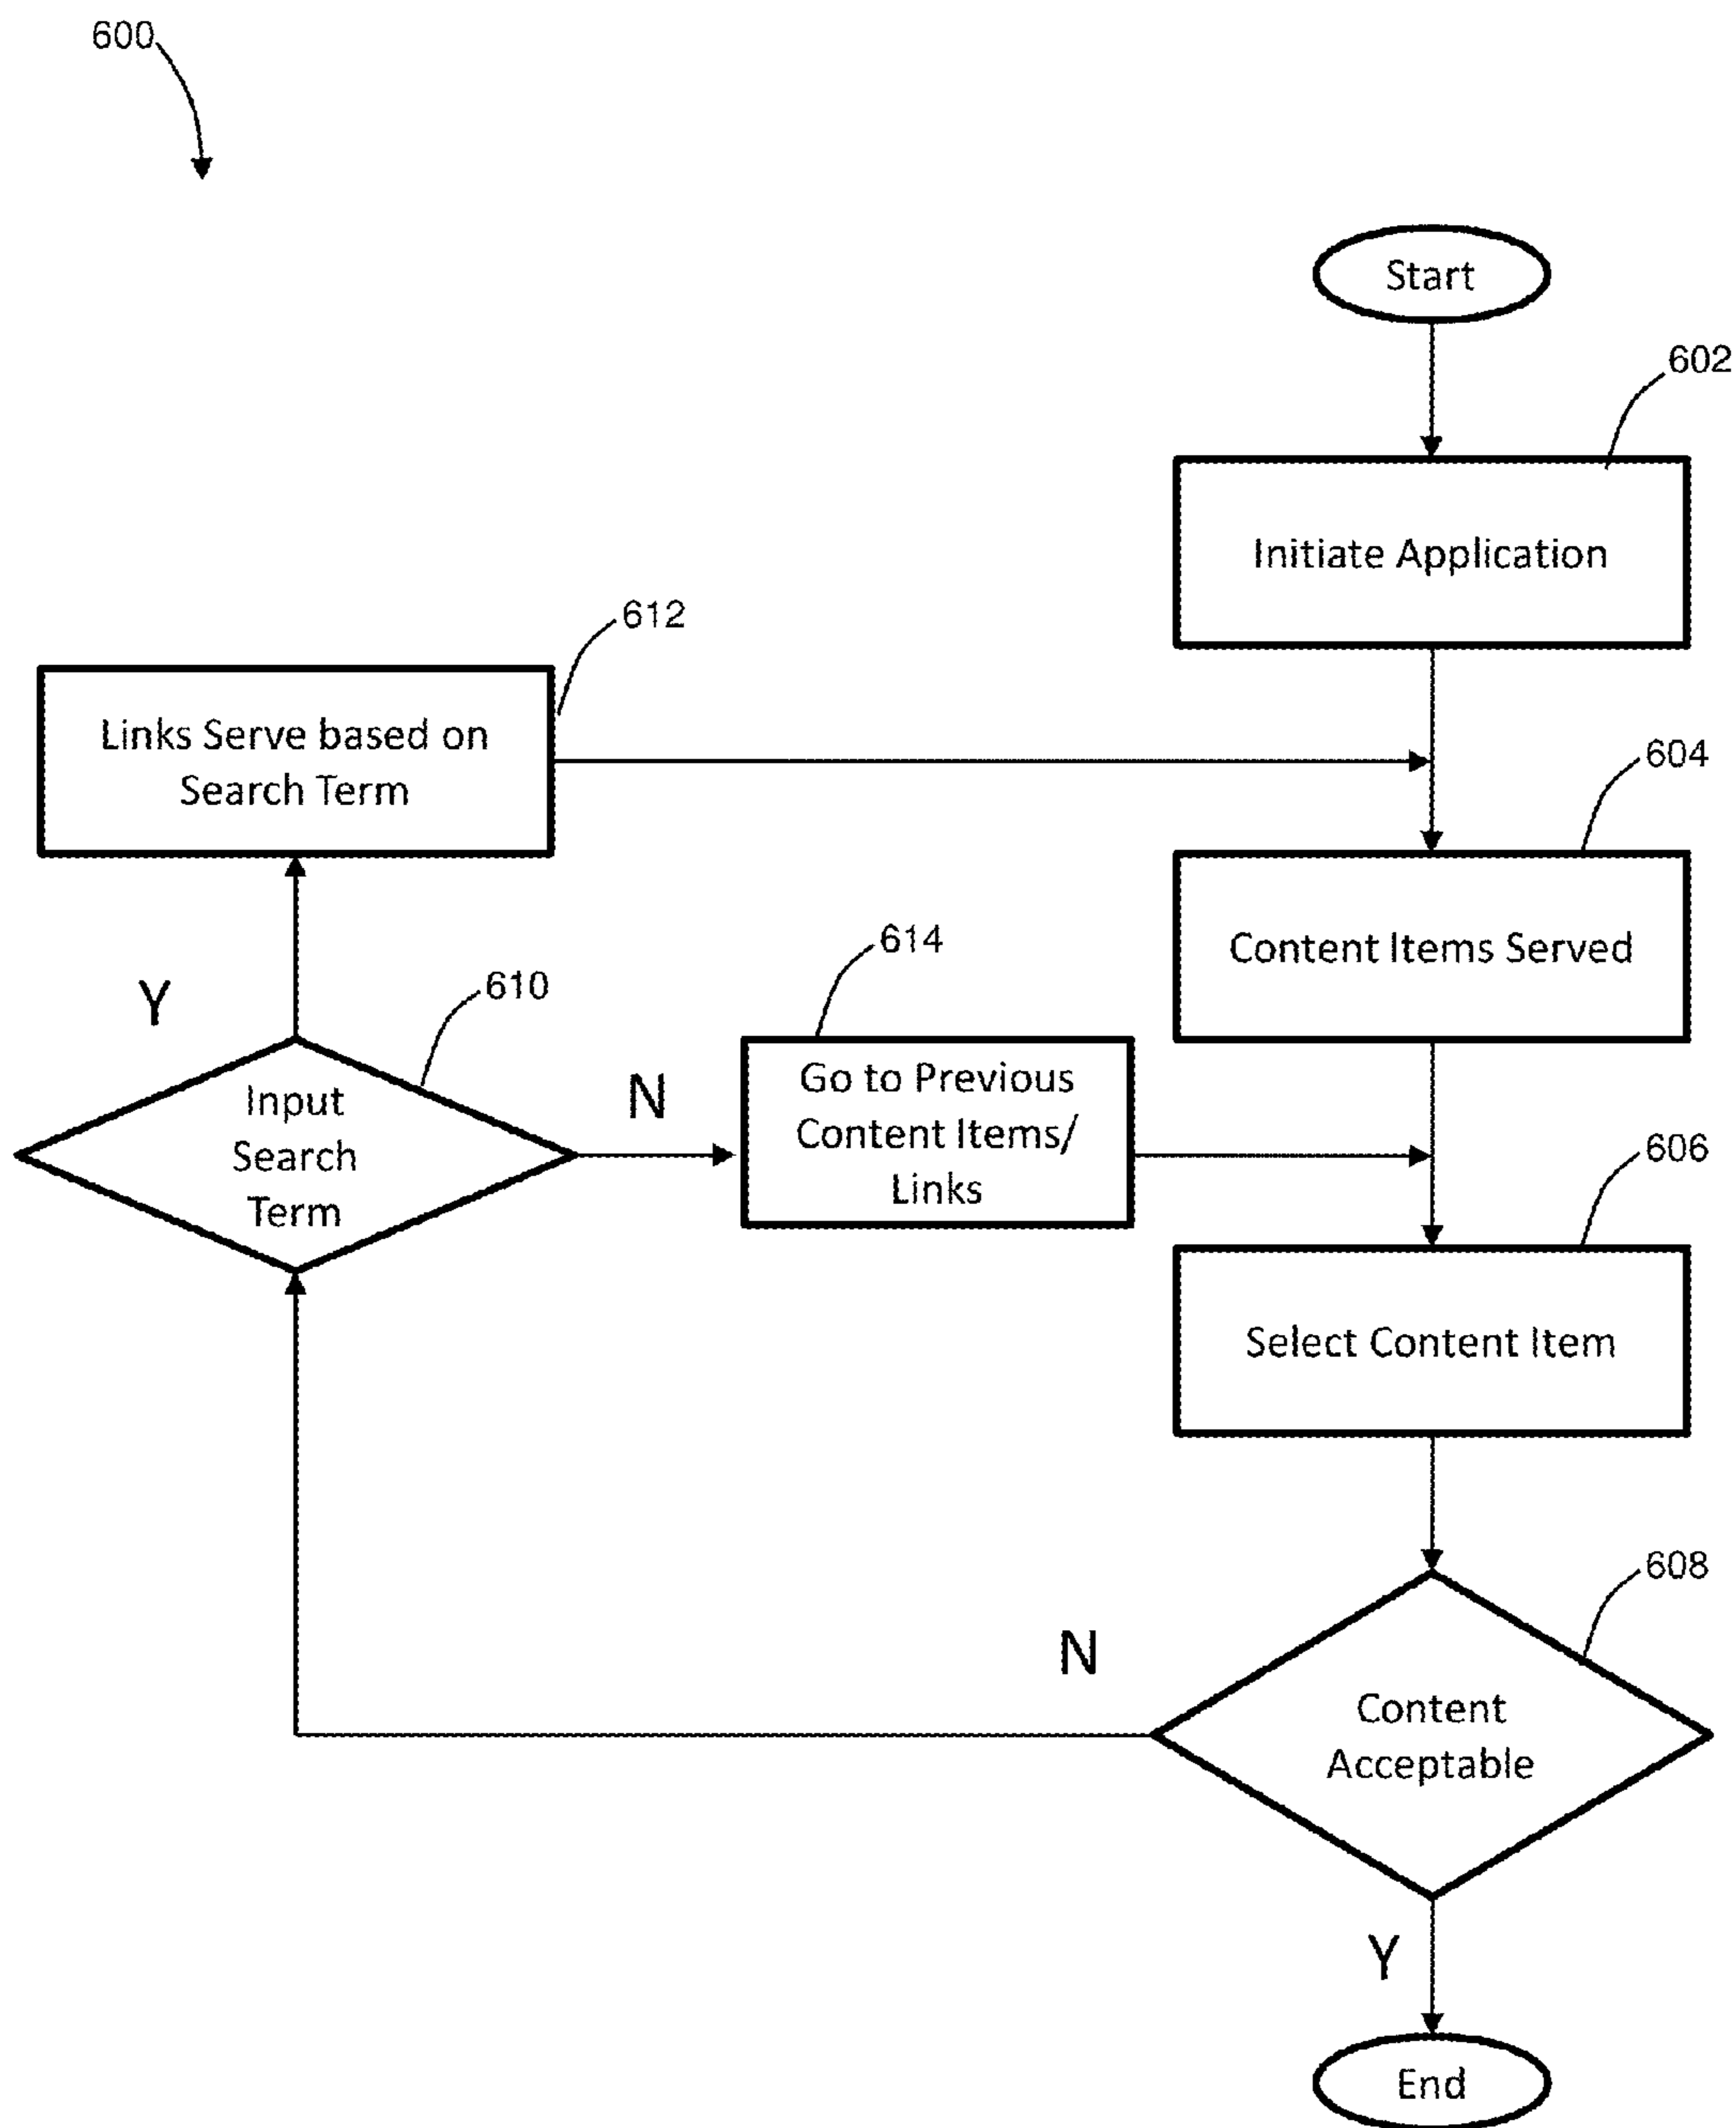 600
Start
602
Initiate Application
612
Links Serve based on
Search Term
604
Content Items Served
614
610
Y
Input
Search
Term
N
Go to Previous
Content Items/
Links
606
Select Content Item
608
N
Content
Acceptable
Y
End